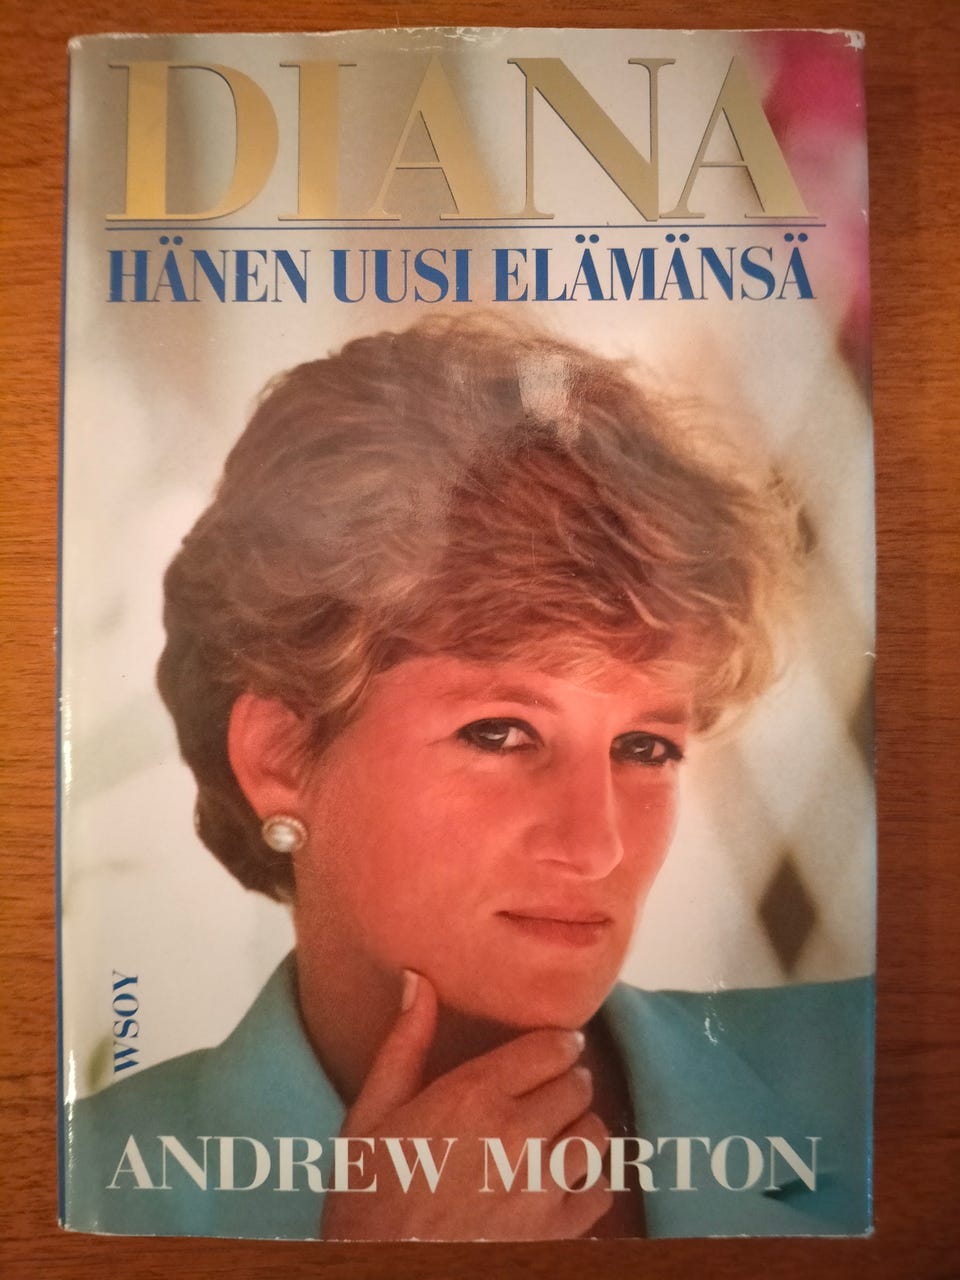 DIANA
HÄNEN UUSI ELÄMÄNSÄ
WSOY
ANDREW MORTON